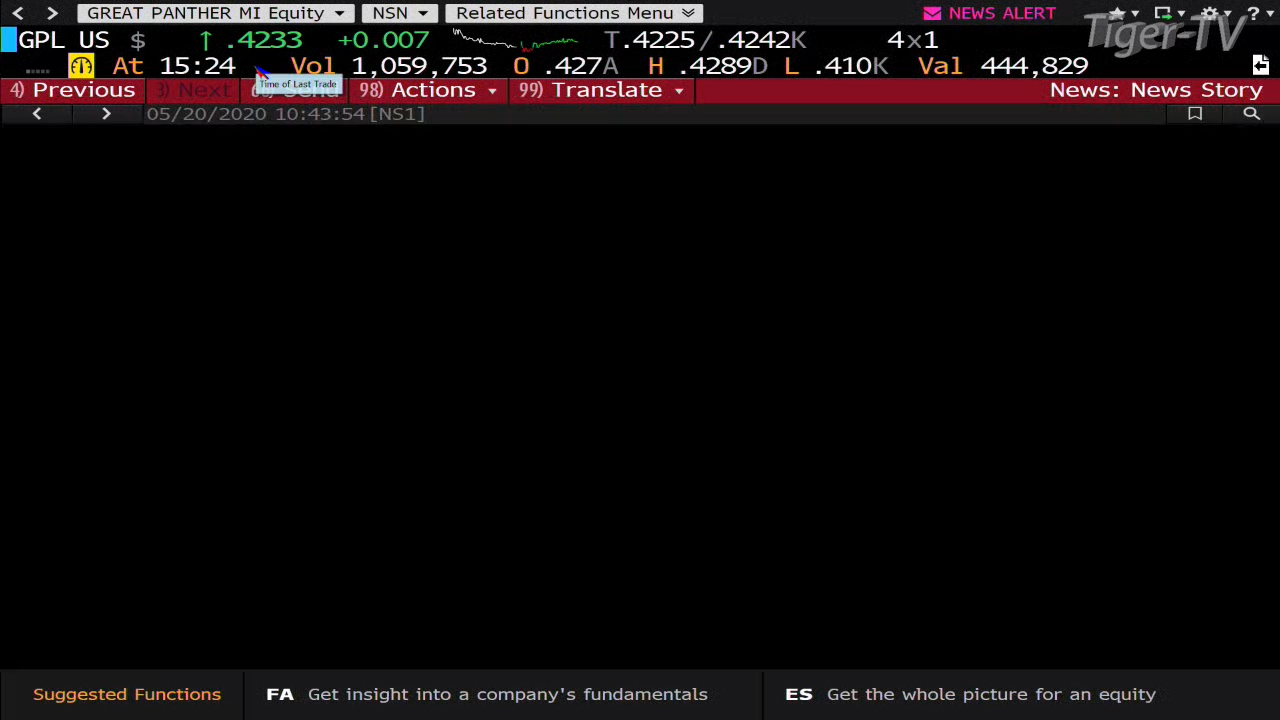 GREAT PANTHER MI Equity NSN Related Functions Menu NEWS ALERT ?
GPL US $ ↑ .4233 +0.007 T.4225/.4242K 4x1 Tiger-TV
At 15:24 Vol 1,059,753 O .427A H .4289D L .410K Val 444,829
Time of Last Trade
4) Previous 3) Next Send 98) Actions 99) Translate News: News Story
< > 05/20/2020 10:43:54 [NS1]
Suggested Functions FA Get insight into a company's fundamentals ES Get the whole picture for an equity